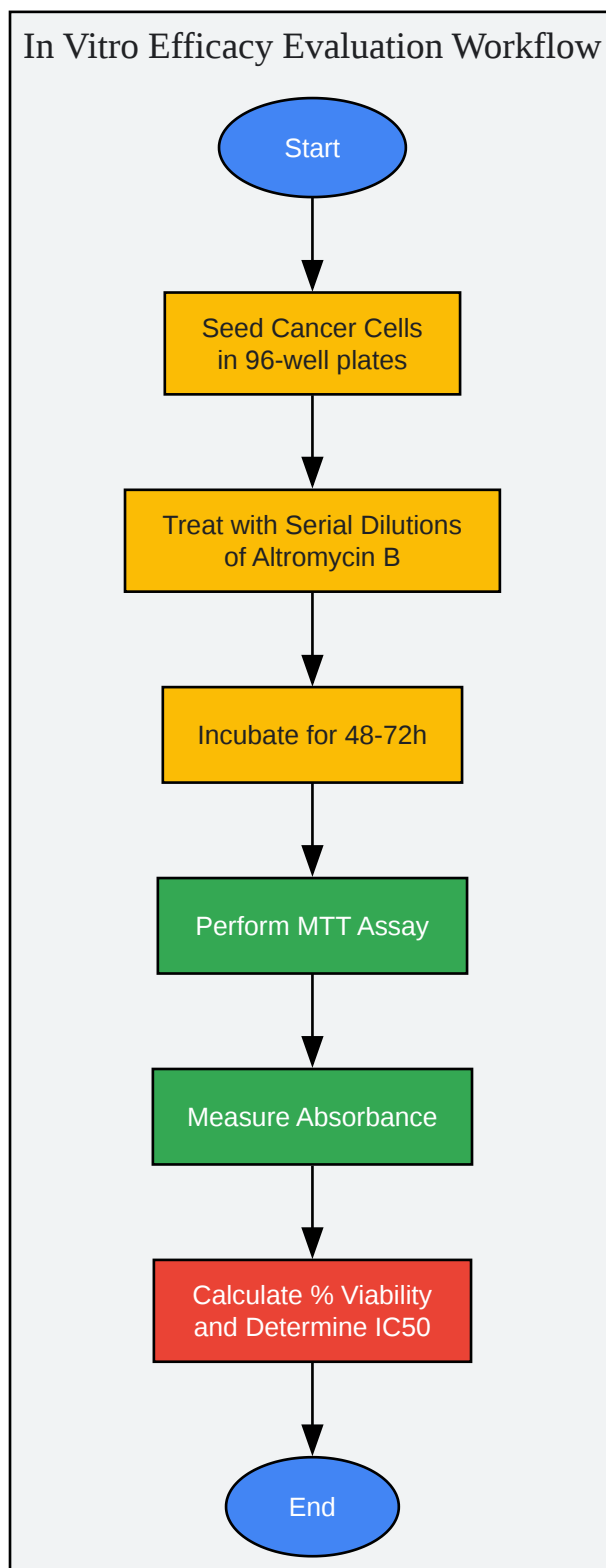 In Vitro Efficacy Evaluation Workflow
Start
Seed Cancer Cells
in 96-well plates
Treat with Serial Dilutions
of Altromycin B
Incubate for 48-72h
Perform MTT Assay
Measure Absorbance
Calculate % Viability
and Determine IC50
End